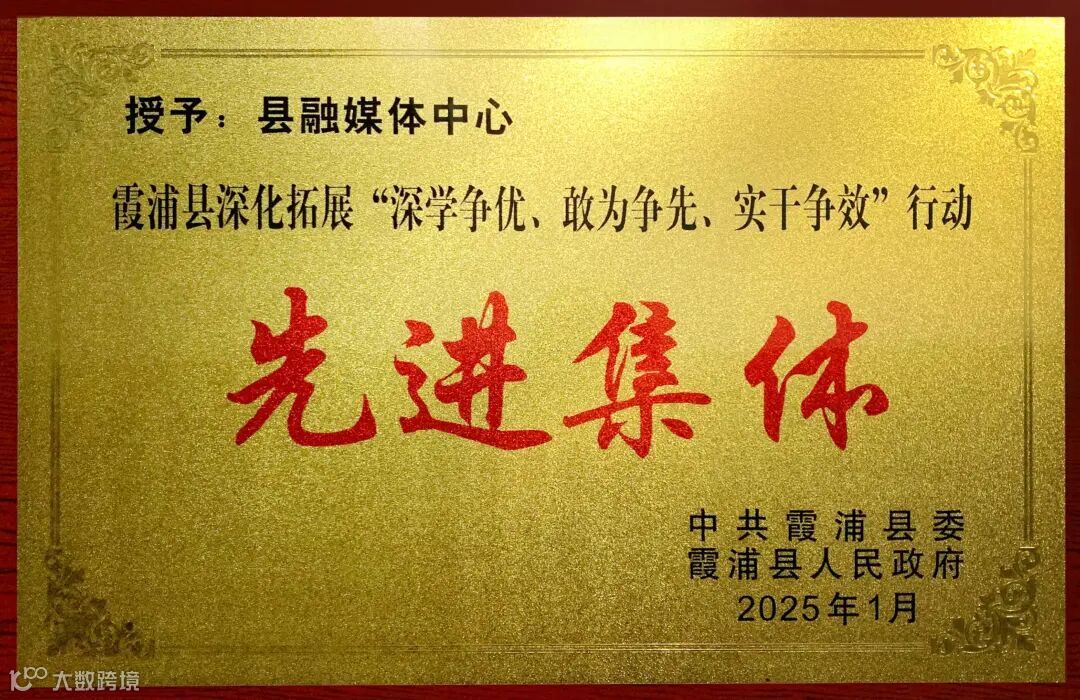 授予：县融媒体中心
霞浦县深化拓展“深学争优、敢为争先、实干争效”行动
先进集体
中共霞浦县委
霞浦县人民政府
2025年1月
大数跨境